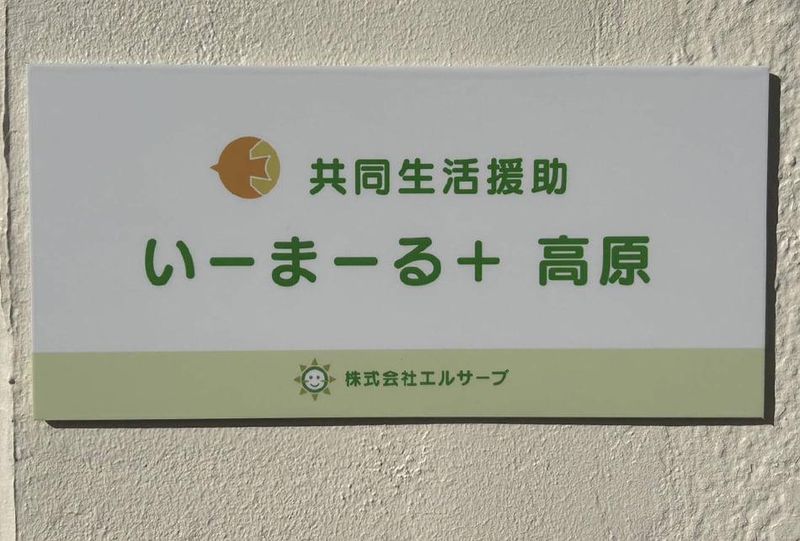 共同生活援助
いーまーる＋ 高原
株式会社エルサーブ